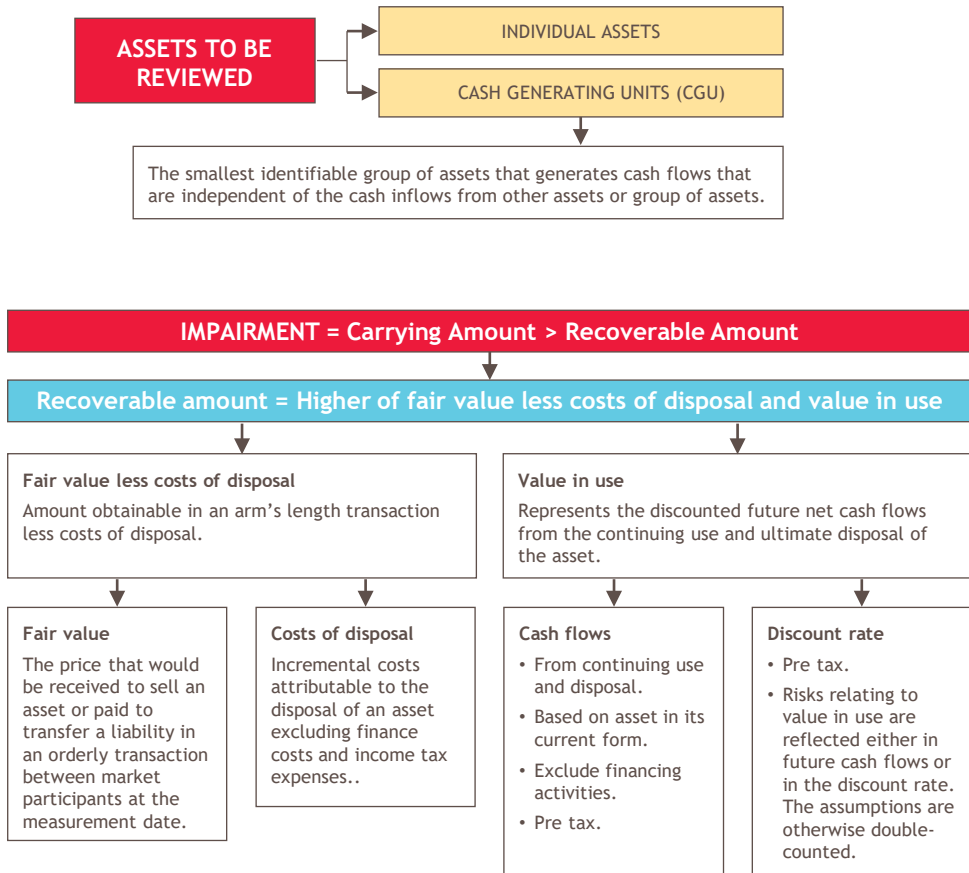 ASSETS TO BE
REVIEWED
INDIVIDUAL ASSETS
CASH GENERATING UNITS (CGU)
The smallest identifiable group of assets that generates cash flows that
are independent of the cash inflows from other assets or group of assets.
IMPAIRMENT = Carrying Amount > Recoverable Amount
Recoverable amount = Higher of fair value less costs of disposal and value in use
Fair value less costs of disposal
Amount obtainable in an arm’s length transaction
less costs of disposal.
Value in use
Represents the discounted future net cash flows
from the continuing use and ultimate disposal of
the asset.
Fair value
The price that would
be received to sell an
asset or paid to
transfer a liability in
an orderly transaction
between market
participants at the
measurement date.
Costs of disposal
Incremental costs
attributable to the
disposal of an asset
excluding finance
costs and income tax
expenses..
Cash flows
• From continuing use
and disposal.
• Based on asset in its
current form.
• Exclude financing
activities.
• Pre tax.
Discount rate
• Pre tax.
• Risks relating to
value in use are
reflected either in
future cash flows or
in the discount rate.
The assumptions are
otherwise double-
counted.